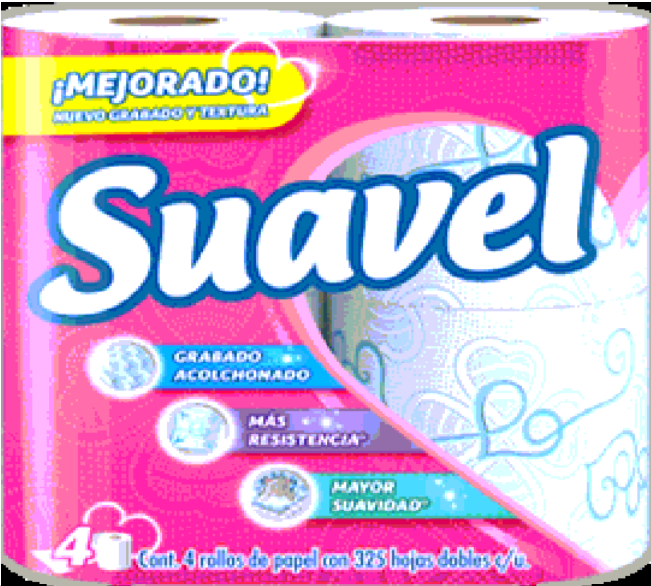 ¡MEJORADO!
NUEVO GRABADO Y TEXTURA
Suavel
GRABADO
ACOLCHONADO
MÁS
RESISTENCIA
MAYOR
SUAVIDAD
4
Cont. 4 rollos de papel con 325 hojas dobles c/u.